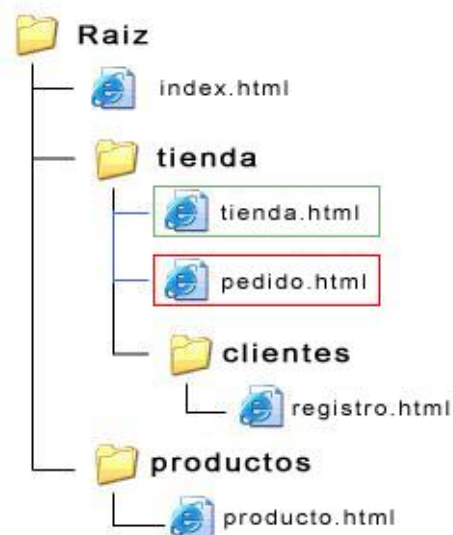 Raiz
index.html
tienda
tienda.html
pedido.html
clientes
registro.html
productos
producto.html